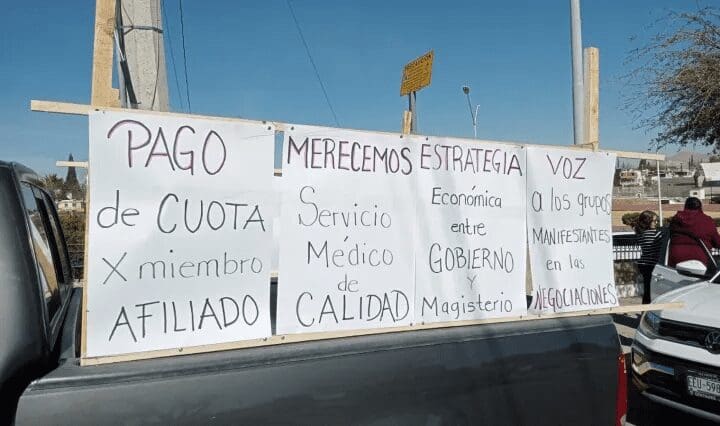 PAGO
de CUOTA
X miembro
AFILIADO
MERECEMOS
Servicio
Médico
de
CALIDAD
ESTRATEGIA
Económica
entre
GOBIERNO
y Magisterio
VOZ
a los grupos
MANIFESTANTES
en las
NEGOCIACIONES